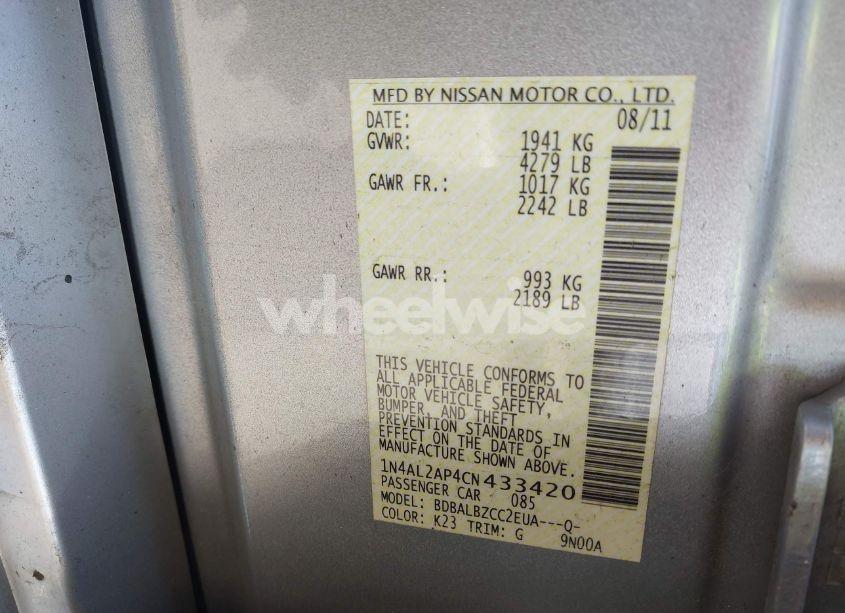 MFD BY NISSAN MOTOR CO., LTD.
DATE: 08/11
GVWR: 1941 KG
4279 LB
GAWR FR.: 1017 KG
2242 LB
GAWR RR.: 993 KG
2189 LB
wheelwise
THIS VEHICLE CONFORMS TO
ALL APPLICABLE FEDERAL
MOTOR VEHICLE SAFETY,
BUMPER, AND THEFT
PREVENTION STANDARDS IN
EFFECT ON THE DATE OF
MANUFACTURE SHOWN ABOVE.
1N4AL2AP4CN433420
PASSENGER CAR 085
MODEL: BDBALBZCC2EUA---Q-
COLOR: K23 TRIM: G 9N00A